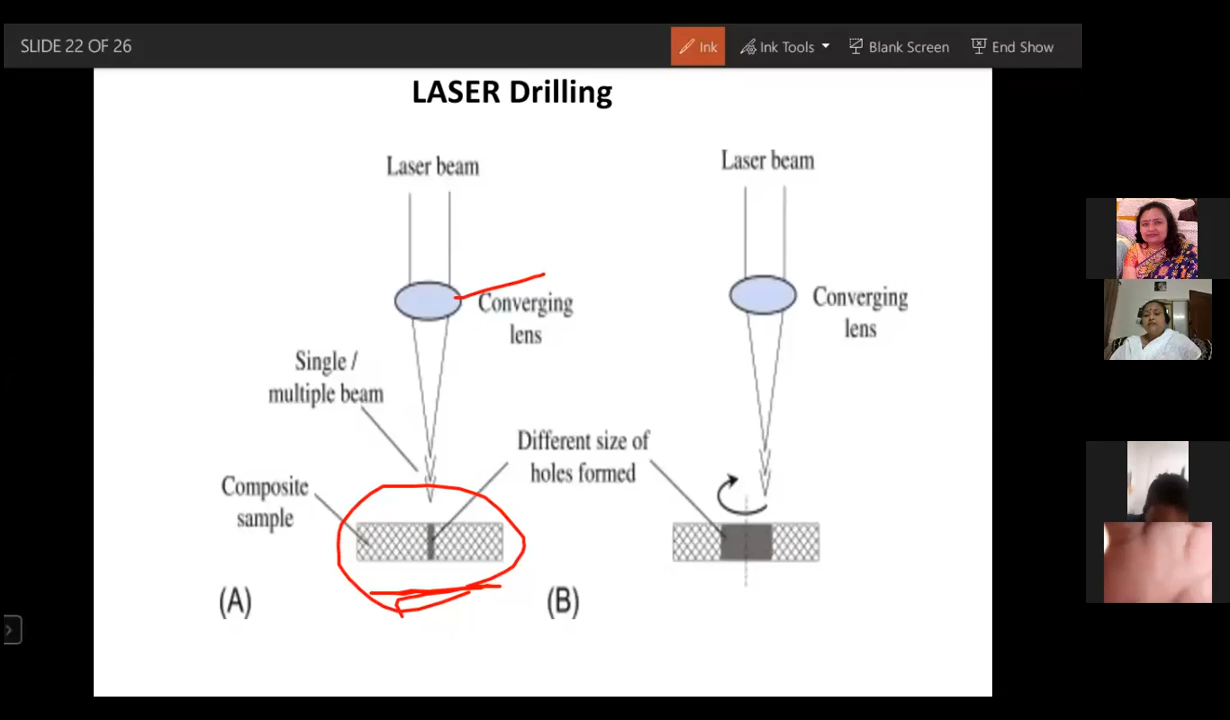 SLIDE 22 OF 26
Ink
Ink Tools
Blank Screen
End Show
LASER Drilling
Laser beam
Converging
lens
Single /
multiple beam
Composite
sample
Different size of
holes formed
(A)
Laser beam
Converging
lens
(B)